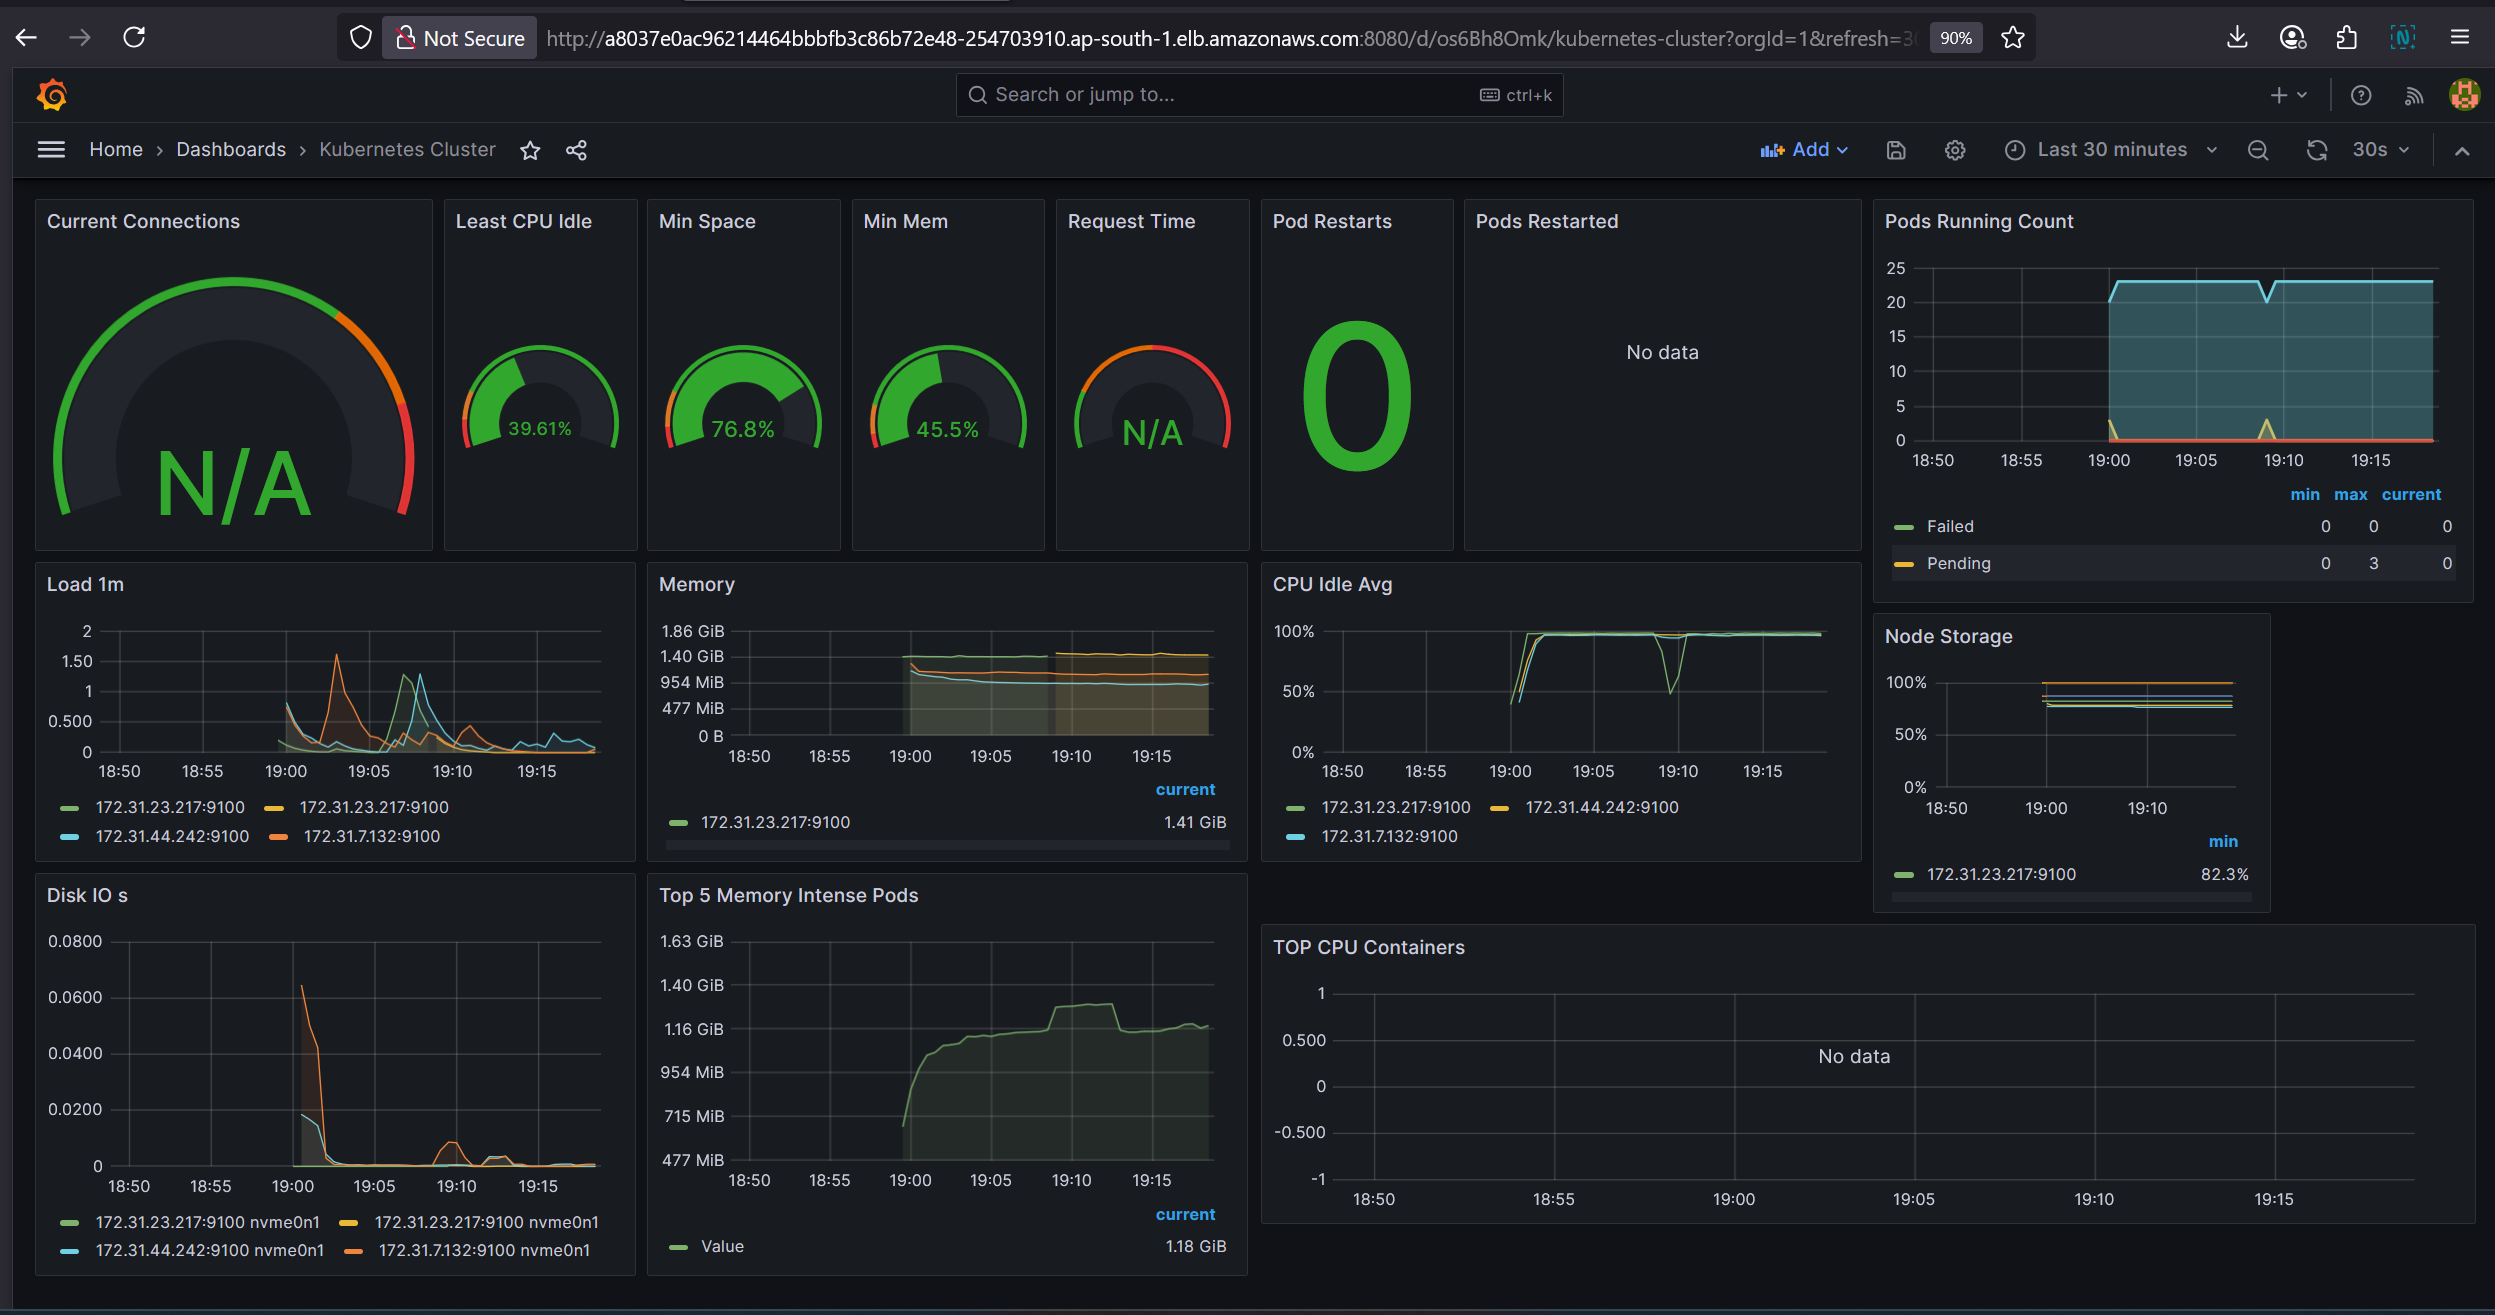 Not Secure
http://a8037e0ac96214464bbbfb3c86b72e48-254703910.ap-south-1.elb.amazonaws.com:8080/d/os6Bh8Omk/kubernetes-cluster?orgId=1&refresh=3
90%
Search or jump to...
ctrl+k
Home › Dashboards › Kubernetes Cluster
Add
Last 30 minutes
30s
Current Connections
N/A
Least CPU Idle
39.61%
Min Space
76.8%
Min Mem
45.5%
Request Time
N/A
Pod Restarts
0
Pods Restarted
No data
Pods Running Count
25
20
15
10
5
0
18:50 18:55 19:00 19:05 19:10 19:15
min max current
Failed 0 0 0
Pending 0 3 0
Load 1m
2
1.50
1
0.500
0
18:50 18:55 19:00 19:05 19:10 19:15
172.31.23.217:9100 172.31.23.217:9100
172.31.44.242:9100 172.31.7.132:9100
Memory
1.86 GiB
1.40 GiB
954 MiB
477 MiB
0 B
18:50 18:55 19:00 19:05 19:10 19:15
current
172.31.23.217:9100 1.41 GiB
CPU Idle Avg
100%
50%
0%
18:50 18:55 19:00 19:05 19:10 19:15
172.31.23.217:9100 172.31.44.242:9100
172.31.7.132:9100
Node Storage
100%
50%
0%
18:50 19:00 19:10
min
172.31.23.217:9100 82.3%
Disk IO s
0.0800
0.0600
0.0400
0.0200
0
18:50 18:55 19:00 19:05 19:10 19:15
172.31.23.217:9100 nvme0n1 172.31.23.217:9100 nvme0n1
172.31.44.242:9100 nvme0n1 172.31.7.132:9100 nvme0n1
Top 5 Memory Intense Pods
1.63 GiB
1.40 GiB
1.16 GiB
954 MiB
715 MiB
477 MiB
18:50 18:55 19:00 19:05 19:10 19:15
current
Value 1.18 GiB
TOP CPU Containers
1
0.500
0
-0.500
-1
No data
18:50 18:55 19:00 19:05 19:10 19:15